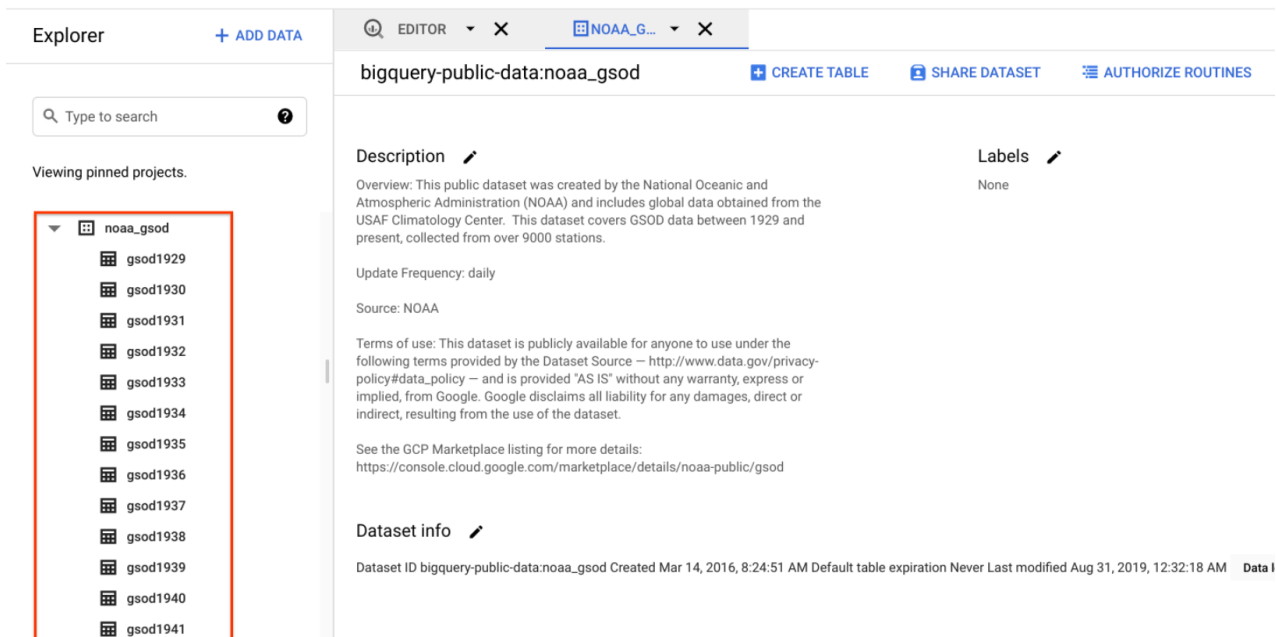 Explorer
+ ADD DATA
Type to search
Viewing pinned projects.
noaa_gsod
gsod1929
gsod1930
gsod1931
gsod1932
gsod1933
gsod1934
gsod1935
gsod1936
gsod1937
gsod1938
gsod1939
gsod1940
gsod1941
EDITOR
NOAA_G...
bigquery-public-data:noaa_gsod
CREATE TABLE
SHARE DATASET
AUTHORIZE ROUTINES
Description
Overview: This public dataset was created by the National Oceanic and
Atmospheric Administration (NOAA) and includes global data obtained from the
USAF Climatology Center.  This dataset covers GSOD data between 1929 and
present, collected from over 9000 stations.
Update Frequency: daily
Source: NOAA
Terms of use: This dataset is publicly available for anyone to use under the
following terms provided by the Dataset Source — http://www.data.gov/privacy-
policy#data_policy — and is provided "AS IS" without any warranty, express or
implied, from Google. Google disclaims all liability for any damages, direct or
indirect, resulting from the use of the dataset.
See the GCP Marketplace listing for more details:
https://console.cloud.google.com/marketplace/details/noaa-public/gsod
Labels
None
Dataset info
Dataset ID bigquery-public-data:noaa_gsod Created Mar 14, 2016, 8:24:51 AM Default table expiration Never Last modified Aug 31, 2019, 12:32:18 AM Data